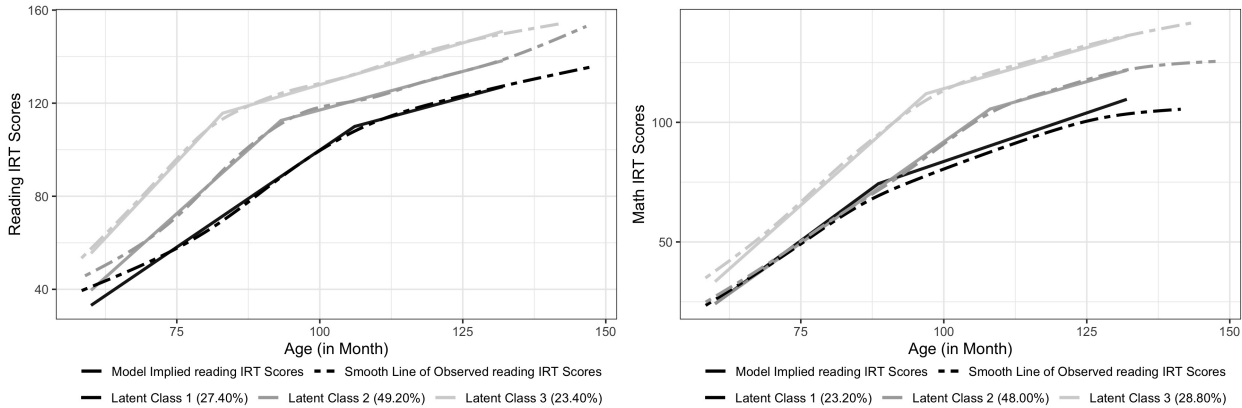 160
120
80
40
Reading IRT Scores
75 100 125 150
Age (in Month)
Model Implied reading IRT Scores Smooth Line of Observed reading IRT Scores
Latent Class 1 (27.40%) Latent Class 2 (49.20%) Latent Class 3 (23.40%)
100
50
Math IRT Scores
75 100 125 150
Age (in Month)
Model Implied reading IRT Scores Smooth Line of Observed reading IRT Scores
Latent Class 1 (23.20%) Latent Class 2 (48.00%) Latent Class 3 (28.80%)